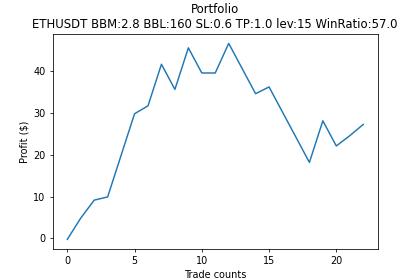 Portfolio
ETHUSDT BBM:2.8 BBL:160 SL:0.6 TP:1.0 lev:15 WinRatio:57.0
Profit ($)
40
30
20
10
0
0 5 10 15 20
Trade counts